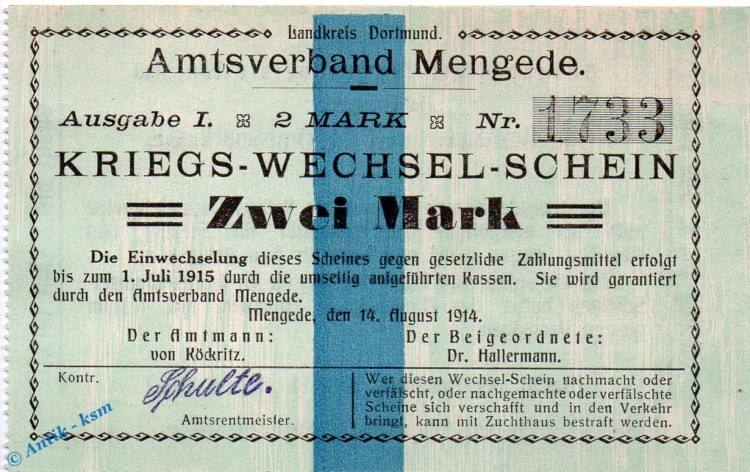 Landkreis Dortmund.
Amtsverband Mengede.
Ausgabe I. 2 MARK Nr. 1733
KRIEGS-WECHSEL-SCHEIN
Zwei Mark
Die Einwechselung dieses Scheines gegen gesetzliche Zahlungsmittel erfolgt
bis zum 1. Juli 1915 durch die umseitig aufgeführten Kassen. Sie wird garantiert
durch den Amtsverband Mengede.
Mengede, den 14. August 1914.
Der Amtmann: Der Beigeordnete:
von Köckritz. Dr. Hallermann.
Kontr. Schulte.
Amtsrentmeister.
Wer diesen Wechsel-Schein nachmacht oder
verfälscht, oder nachgemachte oder verfälschte
Scheine sich verschafft und in den Verkehr
bringt, kann mit Zuchthaus bestraft werden.
© Antik - ksm